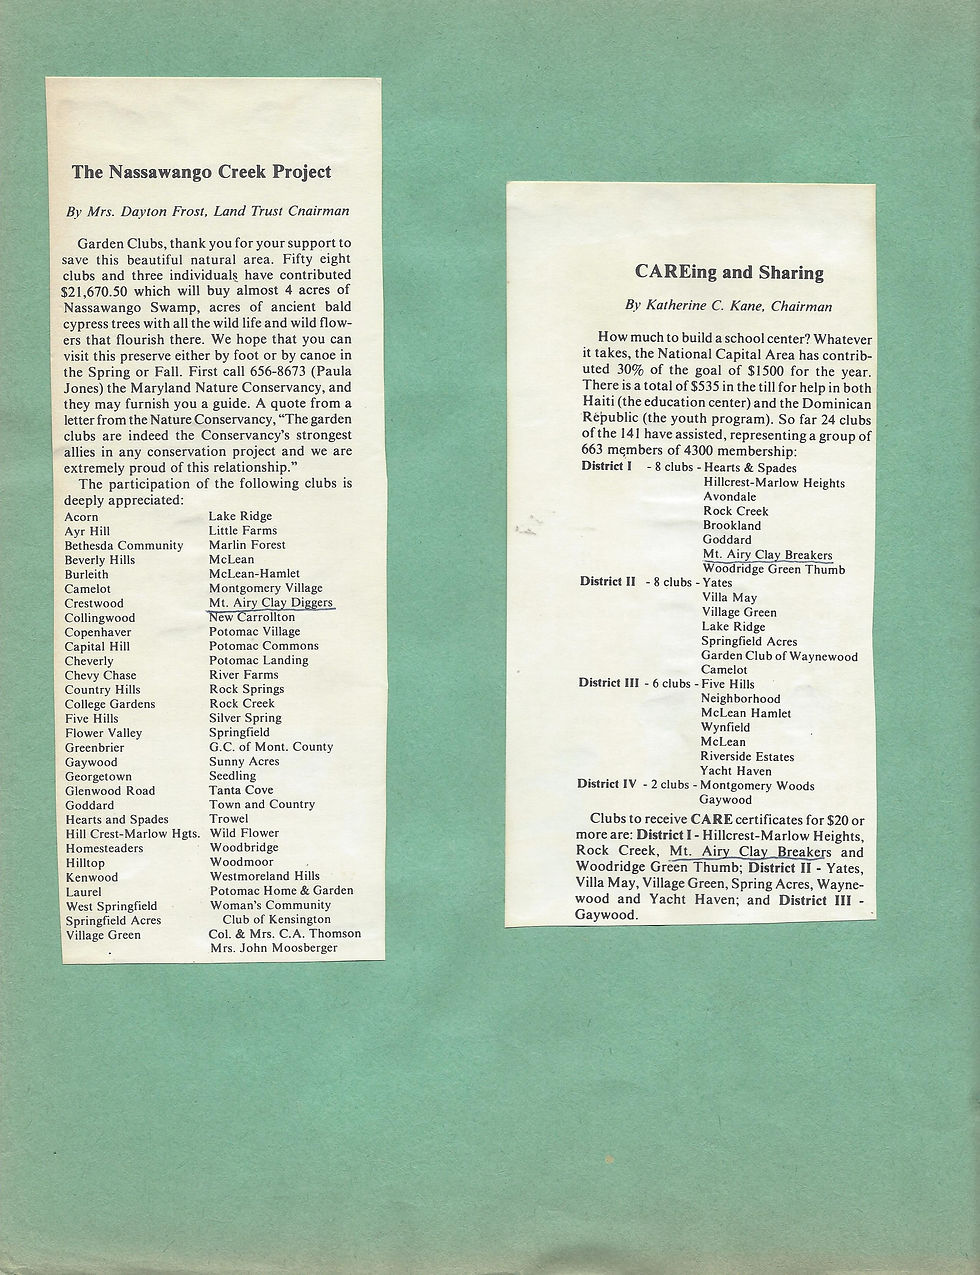 The Nassawango Creek Project
By Mrs. Dayton Frost, Land Trust Cnairman
Garden Clubs, thank you for your support to
save this beautiful natural area. Fifty eight
clubs and three individuals have contributed
$21,670.50 which will buy almost 4 acres of
Nassawango Swamp, acres of ancient bald
cypress trees with all the wild life and wild flow-
ers that flourish there. We hope that you can
visit this preserve either by foot or by canoe in
the Spring or Fall. First call 656-8673 (Paula
Jones) the Maryland Nature Conservancy, and
they may furnish you a guide. A quote from a
letter from the Nature Conservancy, “The garden
clubs are indeed the Conservancy’s strongest
allies in any conservation project and we are
extremely proud of this relationship.”
The participation of the following clubs is
deeply appreciated:
Acorn
Ayr Hill
Bethesda Community
Beverly Hills
Burleith
Camelot
Crestwood
Collingwood
Copenhaver
Capital Hill
Cheverly
Chevy Chase
Country Hills
College Gardens
Five Hills
Flower Valley
Greenbrier
Gaywood
Georgetown
Glenwood Road
Goddard
Hearts and Spades
Hill Crest-Marlow Hgts.
Homesteaders
Hilltop
Kenwood
Laurel
West Springfield
Springfield Acres
Village Green
Lake Ridge
Little Farms
Marlin Forest
McLean
McLean-Hamlet
Montgomery Village
Mt. Airy Clay Diggers
New Carrollton
Potomac Village
Potomac Commons
Potomac Landing
River Farms
Rock Springs
Rock Creek
Silver Spring
Springfield
G.C. of Mont. County
Sunny Acres
Seedling
Tanta Cove
Town and Country
Trowel
Wild Flower
Woodbridge
Woodmoor
Westmoreland Hills
Potomac Home & Garden
Woman's Community
Club of Kensington
Col. & Mrs. C.A. Thomson
Mrs. John Moosberger
CAREing and Sharing
By Katherine C. Kane, Chairman
How much to build a school center? Whatever
it takes, the National Capital Area has contrib-
uted 30% of the goal of $1500 for the year.
There is a total of $535 in the till for help in both
Haiti (the education center) and the Dominican
Republic (the youth program). So far 24 clubs
of the 141 have assisted, representing a group of
663 members of 4300 membership:
District I - 8 clubs - Hearts & Spades
Hillcrest-Marlow Heights
Avondale
Rock Creek
Brookland
Goddard
Mt. Airy Clay Breakers
Woodridge Green Thumb
District II - 8 clubs - Yates
Villa May
Village Green
Lake Ridge
Springfield Acres
Garden Club of Waynewood
Camelot
District III - 6 clubs - Five Hills
Neighborhood
McLean Hamlet
Wynfield
McLean
Riverside Estates
Yacht Haven
District IV - 2 clubs - Montgomery Woods
Gaywood
Clubs to receive CARE certificates for $20 or
more are: District I - Hillcrest-Marlow Heights,
Rock Creek, Mt. Airy Clay Breakers and
Woodridge Green Thumb; District II - Yates,
Villa May, Village Green, Spring Acres, Wayne-
wood and Yacht Haven; and District III -
Gaywood.